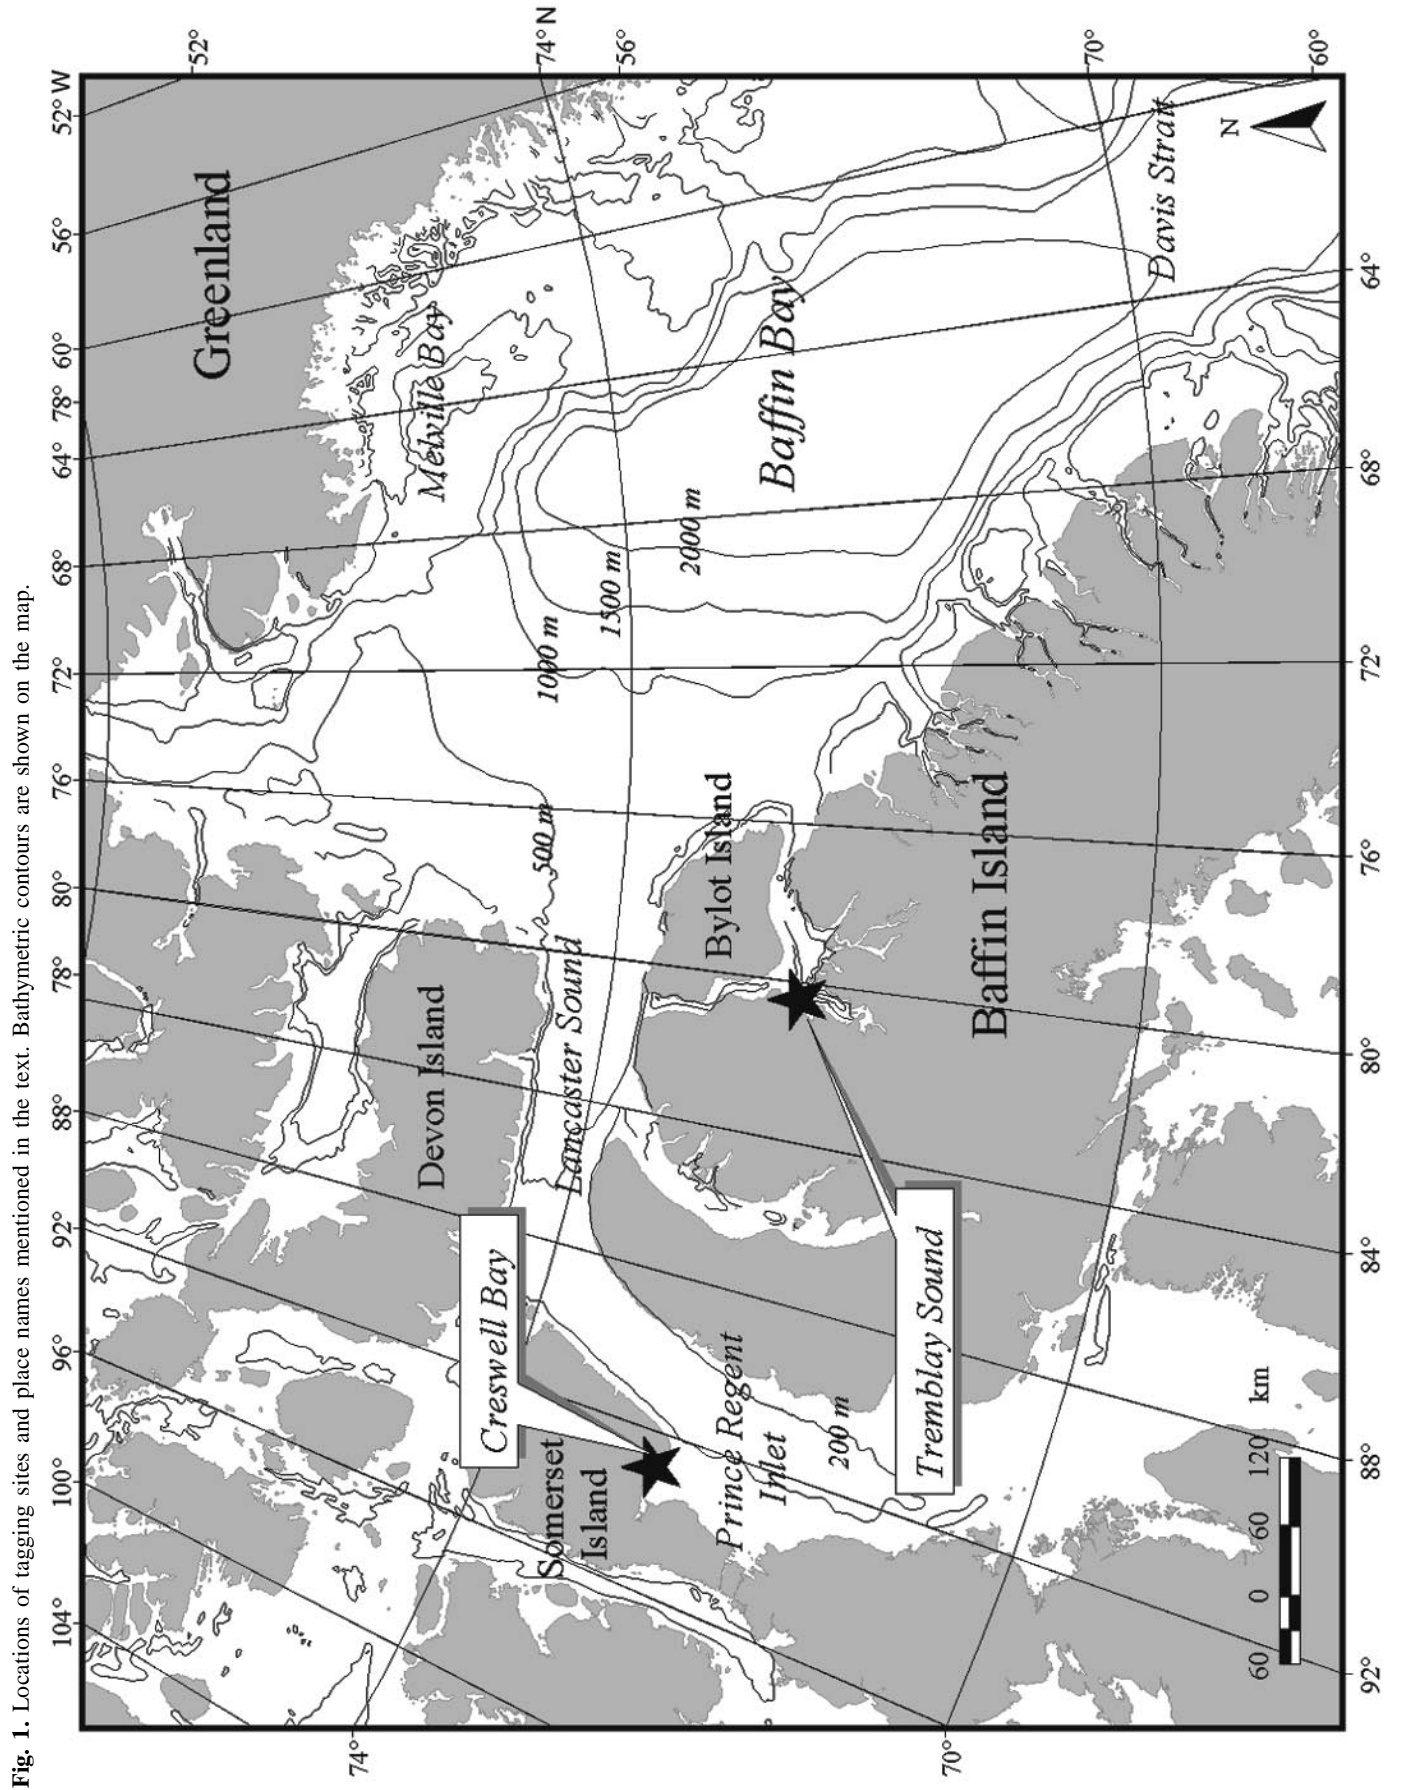 Fig. 1. Locations of tagging sites and place names mentioned in the text. Bathymetric contours are shown on the map.
104°
100°
96°
92°
88°
78°
80°
76°
72°
68°
64°
78°
60°
56°
52° W
52°
74° N
56°
70°
60°
74°
70°
92°
88°
84°
80°
76°
72°
68°
64°
Greenland
Melville Bay
Baffin Bay
Davis Strait
N
Devon Island
Lancaster Sound
500 m
1000 m
1500 m
2000 m
Bylot Island
Baffin Island
Creswell Bay
Somerset
Island
Prince Regent
Inlet
200 m
Tremblay Sound
60 0 60 120 km